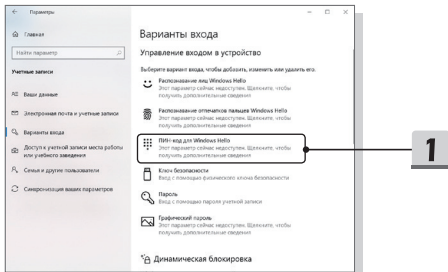 Параметры
Главная
Найти параметр
Учетные записи
Ваши данные
Электронная почта и учетные записи
Варианты входа
Доступ к учетной записи места работы
или учебного заведения
Семья и другие пользователи
Синхронизация ваших параметров
Варианты входа
Управление входом в устройство
Выберите вариант входа, чтобы добавить, изменить или удалить его.
Распознавание лиц Windows Hello
Этот параметр сейчас недоступен. Щелкните, чтобы
получить дополнительные сведения
Распознавание отпечатков пальцев Windows Hello
Этот параметр сейчас недоступен. Щелкните, чтобы
получить дополнительные сведения
ПИН-код для Windows Hello
Этот параметр сейчас недоступен. Щелкните, чтобы
получить дополнительные сведения
Ключ безопасности
Вход с помощью физического ключа безопасности
Пароль
Вход с помощью пароля учетной записи
Графический пароль
Этот параметр сейчас недоступен. Щелкните, чтобы
получить дополнительные сведения
Динамическая блокировка
1